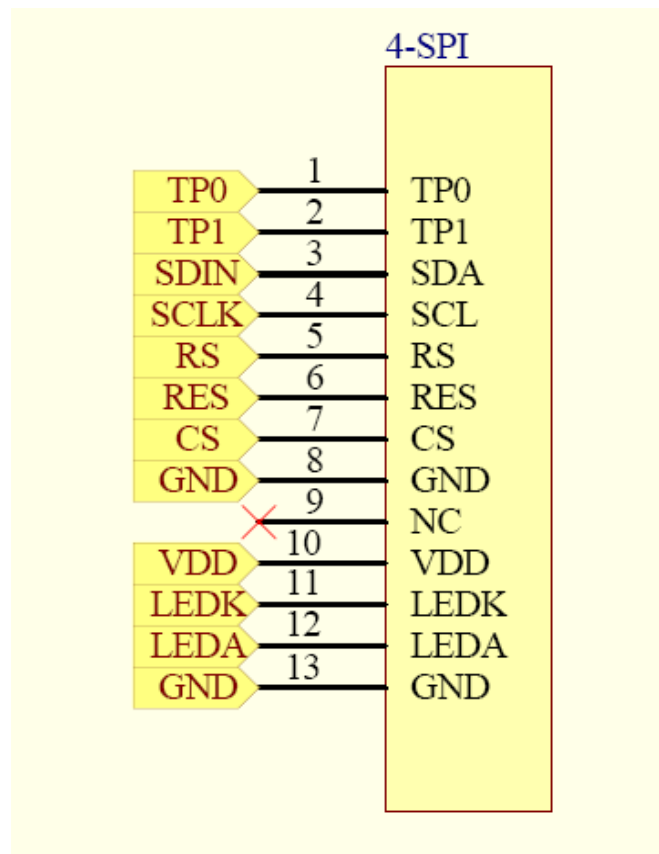 4-SPI
TP0 1 TP0
TP1 2 TP1
SDIN 3 SDA
SCLK 4 SCL
RS 5 RS
RES 6 RES
CS 7 CS
GND 8 GND
9 NC
VDD 10 VDD
LEDK 11 LEDK
LEDA 12 LEDA
GND 13 GND